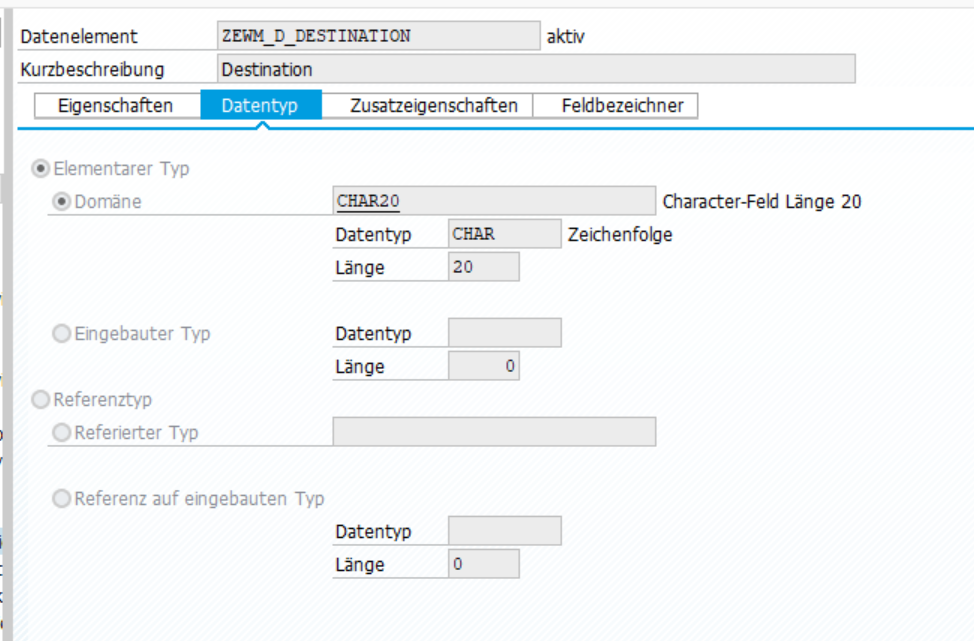 Datenelement ZEWM_D_DESTINATION aktiv
Kurzbeschreibung Destination
Eigenschaften Datentyp Zusatzeigenschaften Feldbezeichner
Elementarer Typ
Domäne CHAR20 Character-Feld Länge 20
Datentyp CHAR Zeichenfolge
Länge 20
Eingebauter Typ Datentyp
Länge 0
Referenztyp
Referierter Typ
Referenz auf eingebauten Typ
Datentyp
Länge 0